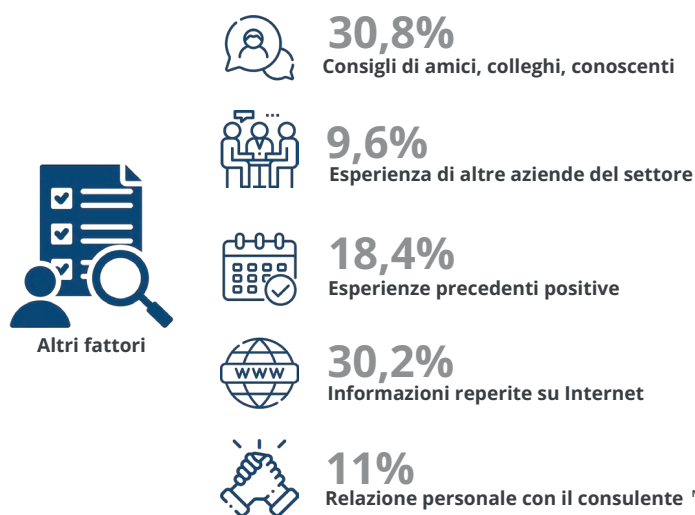 30,8%
Consigli di amici, colleghi, conoscenti
9,6%
Esperienza di altre aziende del settore
18,4%
Esperienze precedenti positive
Altri fattori
WWW
30,2%
Informazioni reperite su Internet
11%
Relazione personale con il consulente